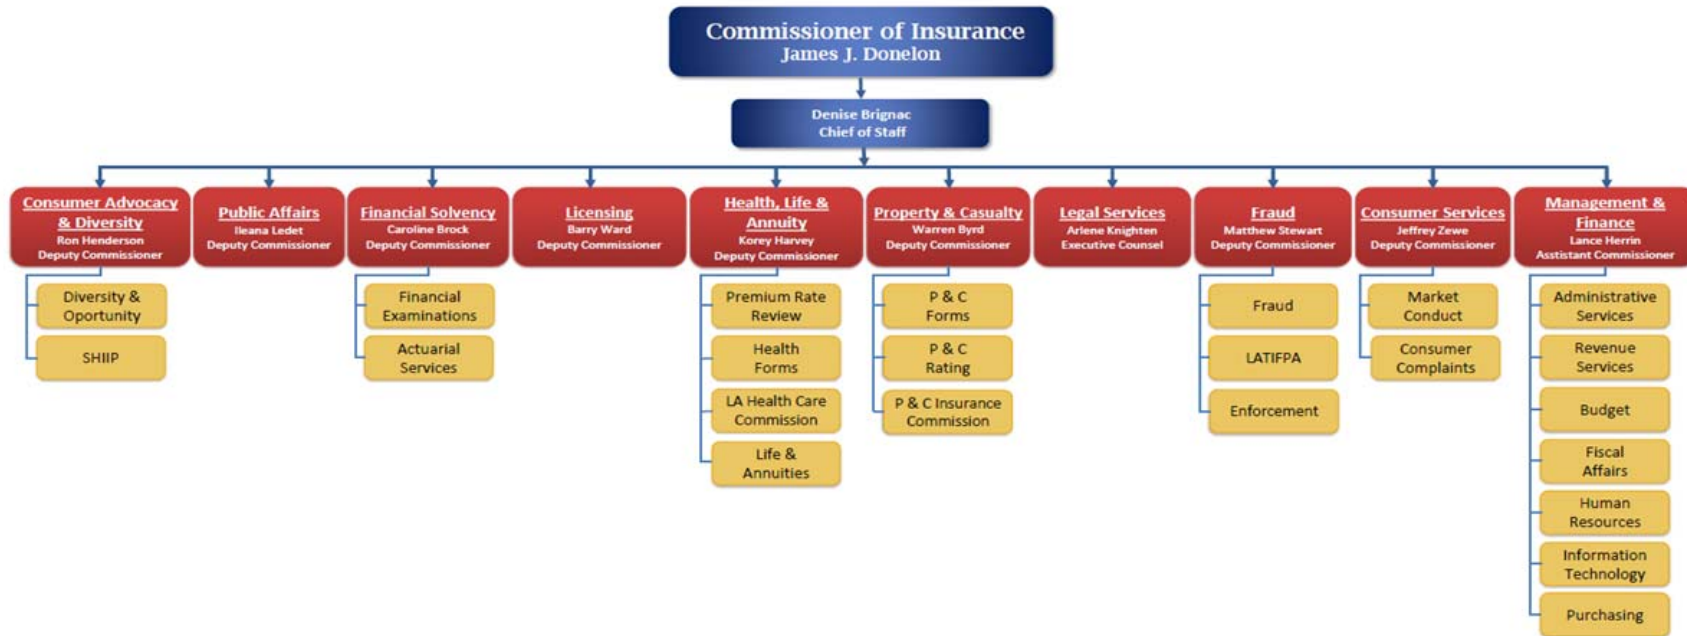 Commissioner of Insurance
James J. Donelon
Denise Brignac
Chief of Staff
Consumer Advocacy
& Diversity
Ron Henderson
Deputy Commissioner
Public Affairs
Ileana Ledet
Deputy Commissioner
Financial Solvency
Caroline Brock
Deputy Commissioner
Licensing
Barry Ward
Deputy Commissioner
Health, Life &
Annuity
Korey Harvey
Deputy Commissioner
Property & Casualty
Warren Byrd
Deputy Commissioner
Legal Services
Arlene Knighten
Executive Counsel
Fraud
Matthew Stewart
Deputy Commissioner
Consumer Services
Jeffrey Zewe
Deputy Commissioner
Management &
Finance
Lance Herrin
Asstistant Commissioner
Diversity &
Oportunity
SHIIP
Financial
Examinations
Actuarial
Services
Premium Rate
Review
Health
Forms
LA Health Care
Commission
Life &
Annuities
P & C
Forms
P & C
Rating
P & C Insurance
Commission
Fraud
LATIFPA
Enforcement
Market
Conduct
Consumer
Complaints
Administrative
Services
Revenue
Services
Budget
Fiscal
Affairs
Human
Resources
Information
Technology
Purchasing